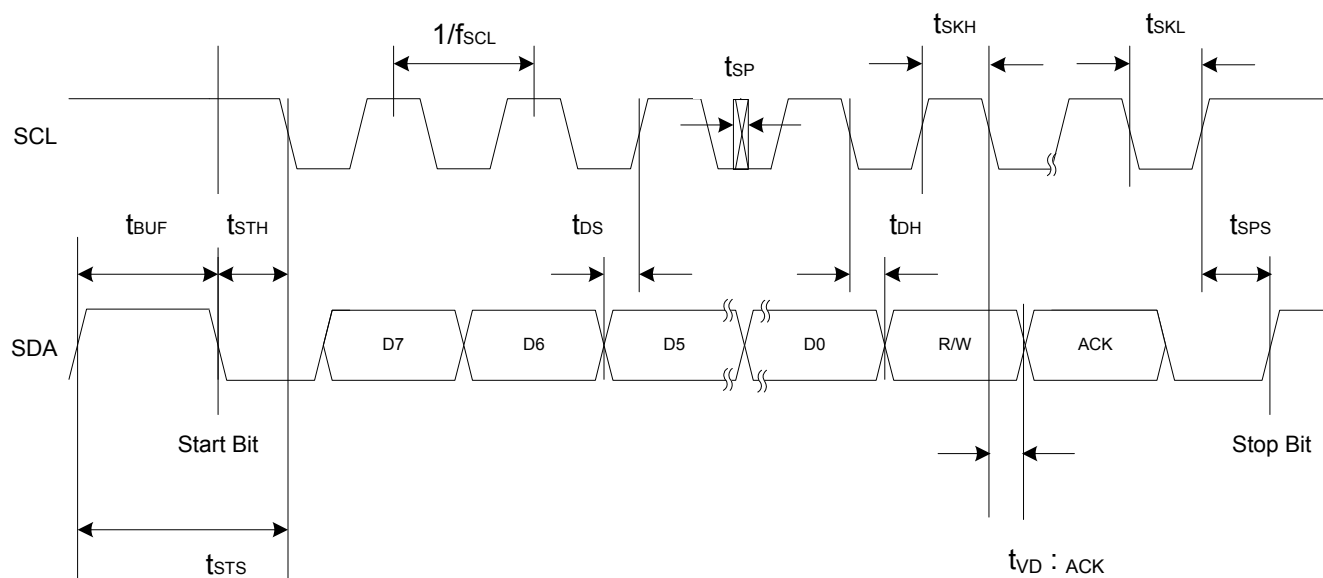 1/fSCL
tSKH
tSKL
tSP
SCL
tBUF
tSTH
tDS
tDH
tSPS
SDA
D7
D6
D5
D0
R/W
ACK
Start Bit
Stop Bit
tSTS
tVD : ACK